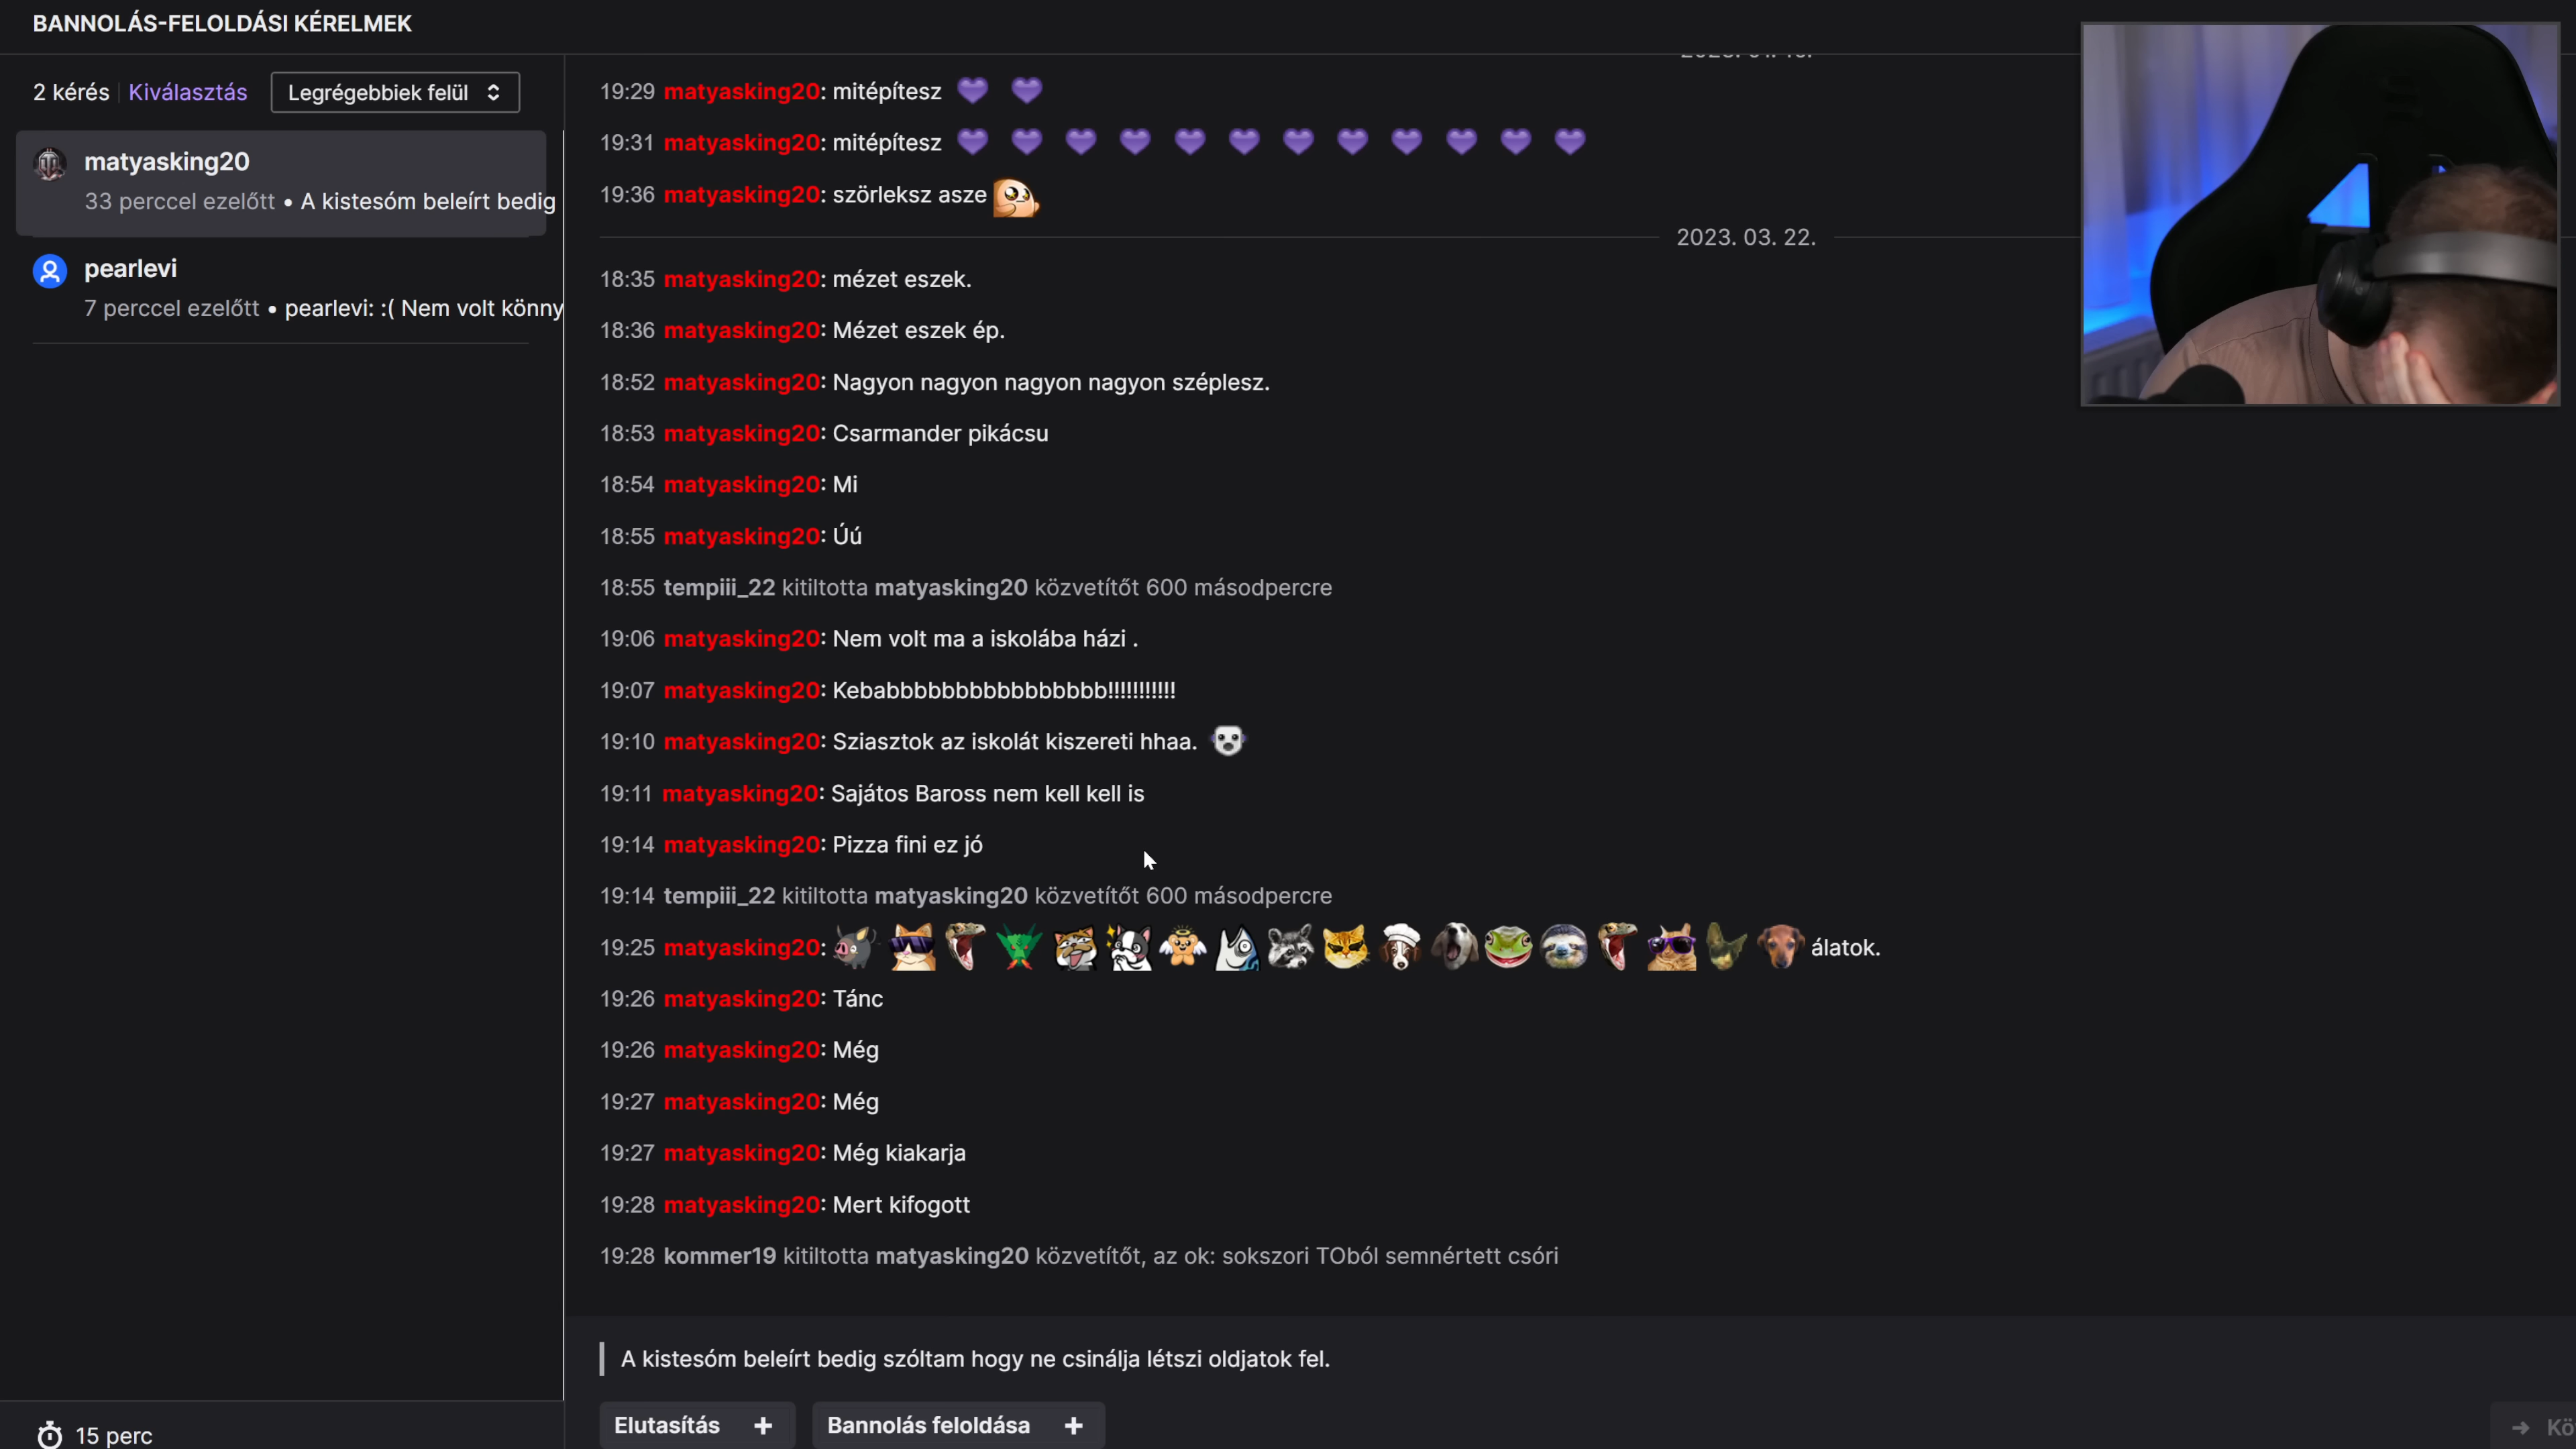 BANNOLÁS-FELOLDÁSI KÉRELMEK
2 kérés Kiválasztás Legrégebbiek felül
matyasking20
33 perccel ezelőtt • A kistesóm beleírt bedig
pearlevi
7 perccel ezelőtt • pearlevi: :( Nem volt könny
15 perc
19:29 matyasking20: mitépítesz 💜 💜
19:31 matyasking20: mitépítesz 💜 💜 💜 💜 💜 💜 💜 💜 💜 💜 💜 💜
19:36 matyasking20: szörleksz asze
2023. 03. 22.
18:35 matyasking20: mézet eszek.
18:36 matyasking20: Mézet eszek ép.
18:52 matyasking20: Nagyon nagyon nagyon nagyon széplesz.
18:53 matyasking20: Csarmander pikácsu
18:54 matyasking20: Mi
18:55 matyasking20: Úú
18:55 tempiii_22 kitiltotta matyasking20 közvetítőt 600 másodpercre
19:06 matyasking20: Nem volt ma a iskolába házi .
19:07 matyasking20: Kebabbbbbbbbbbbbbbbb!!!!!!!!!!!
19:10 matyasking20: Sziasztok az iskolát kiszereti hhaa.
19:11 matyasking20: Sajátos Baross nem kell kell is
19:14 matyasking20: Pizza fini ez jó
19:14 tempiii_22 kitiltotta matyasking20 közvetítőt 600 másodpercre
19:25 matyasking20: álatok.
19:26 matyasking20: Tánc
19:26 matyasking20: Még
19:27 matyasking20: Még
19:27 matyasking20: Még kiakarja
19:28 matyasking20: Mert kifogott
19:28 kommer19 kitiltotta matyasking20 közvetítőt, az ok: sokszori TOból semnértett csóri
A kistesóm beleírt bedig szóltam hogy ne csinálja létszi oldjatok fel.
Elutasítás + Bannolás feloldása +